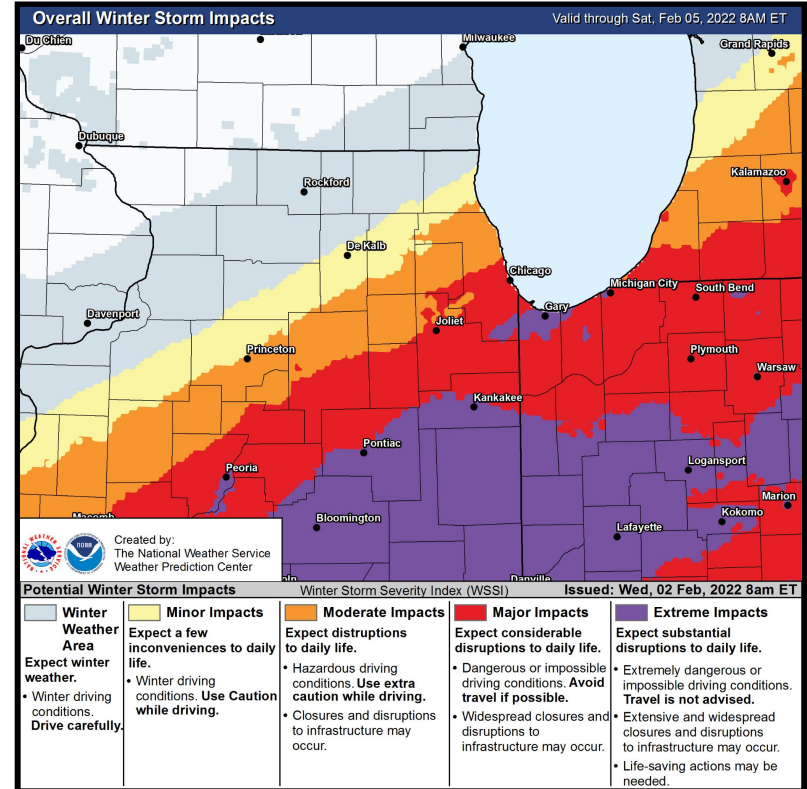 Overall Winter Storm Impacts
Valid through Sat, Feb 05, 2022 8AM ET
Du Chien
Milwaukee
Grand Rapids
Dubuque
Rockford
Kalamazoo
De Kalb
Chicago
Michigan City
South Bend
Davenport
Gary
Joliet
Princeton
Plymouth
Warsaw
Kankakee
Pontiac
Peoria
Logansport
Macomb
Marion
Bloomington
Kokomo
Lafayette
Danville
NATIONAL WEATHER SERVICE
NOAA
Created by:
The National Weather Service
Weather Prediction Center
Potential Winter Storm Impacts
Winter Storm Severity Index (WSSI)
Issued: Wed, 02 Feb, 2022 8am ET
Winter
Weather
Area
Expect winter
weather.
• Winter driving
conditions.
Drive carefully.
Minor Impacts
Expect a few
inconveniences to daily
life.
• Winter driving
conditions. Use Caution
while driving.
Moderate Impacts
Expect distruptions
to daily life.
• Hazardous driving
conditions. Use extra
caution while driving.
• Closures and disruptions
to infrastructure may
occur.
Major Impacts
Expect considerable
disruptions to daily life.
• Dangerous or impossible
driving conditions. Avoid
travel if possible.
• Widespread closures and
disruptions to
infrastructure may occur.
Extreme Impacts
Expect substantial
disruptions to daily life.
• Extremely dangerous or
impossible driving conditions.
Travel is not advised.
• Extensive and widespread
closures and disruptions
to infrastructure may occur.
• Life-saving actions may be
needed.